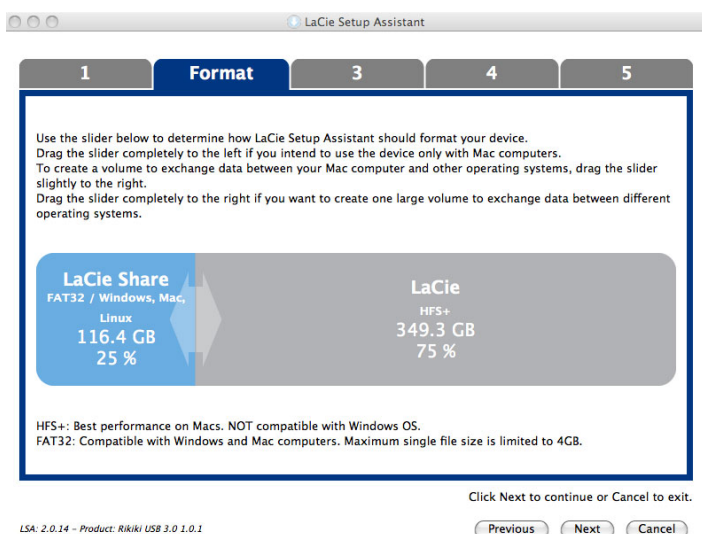 LaCie Setup Assistant
1 Format 3 4 5
Use the slider below to determine how LaCie Setup Assistant should format your device.
Drag the slider completely to the left if you intend to use the device only with Mac computers.
To create a volume to exchange data between your Mac computer and other operating systems, drag the slider
slightly to the right.
Drag the slider completely to the right if you want to create one large volume to exchange data between different
operating systems.
LaCie Share
FAT32 / Windows, Mac,
Linux
116.4 GB
25 %
LaCie
HFS+
349.3 GB
75 %
HFS+: Best performance on Macs. NOT compatible with Windows OS.
FAT32: Compatible with Windows and Mac computers. Maximum single file size is limited to 4GB.
Click Next to continue or Cancel to exit.
LSA: 2.0.14 – Product: Rikiki USB 3.0 1.0.1
Previous Next Cancel